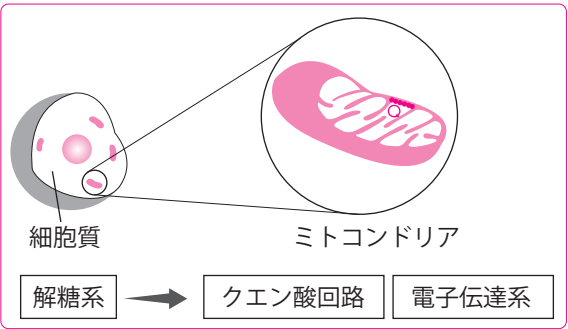 Q
細胞質
ミトコンドリア
解糖系
クエン酸回路
電子伝達系